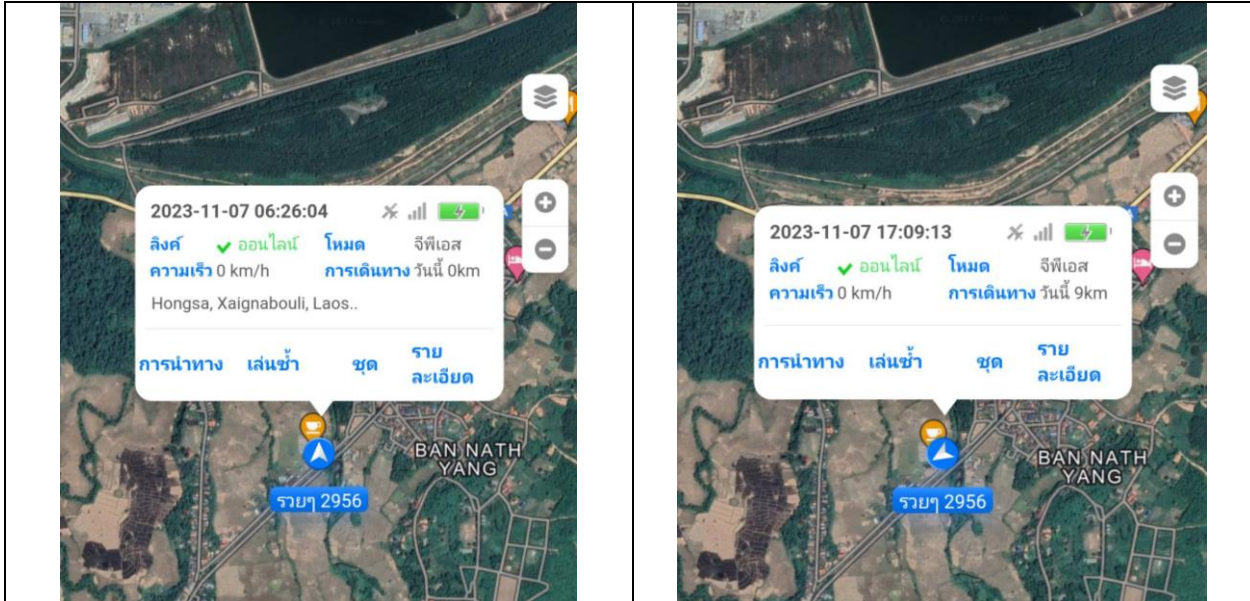 2023-11-07 06:26:04
ลิงค์ ออนไลน์ โหมด จีพีเอส
ความเร็ว 0 km/h การเดินทาง วันนี้ 0km
Hongsa, Xaignabouli, Laos..
การนำทาง เล่นซ้ำ ชุด ราย
ละเอียด
BAN NATH
YANG
รวยๆ 2956
2023-11-07 17:09:13
ลิงค์ ออนไลน์ โหมด จีพีเอส
ความเร็ว 0 km/h การเดินทาง วันนี้ 9km
การนำทาง เล่นซ้ำ ชุด ราย
ละเอียด
BAN NATH
YANG
รวยๆ 2956